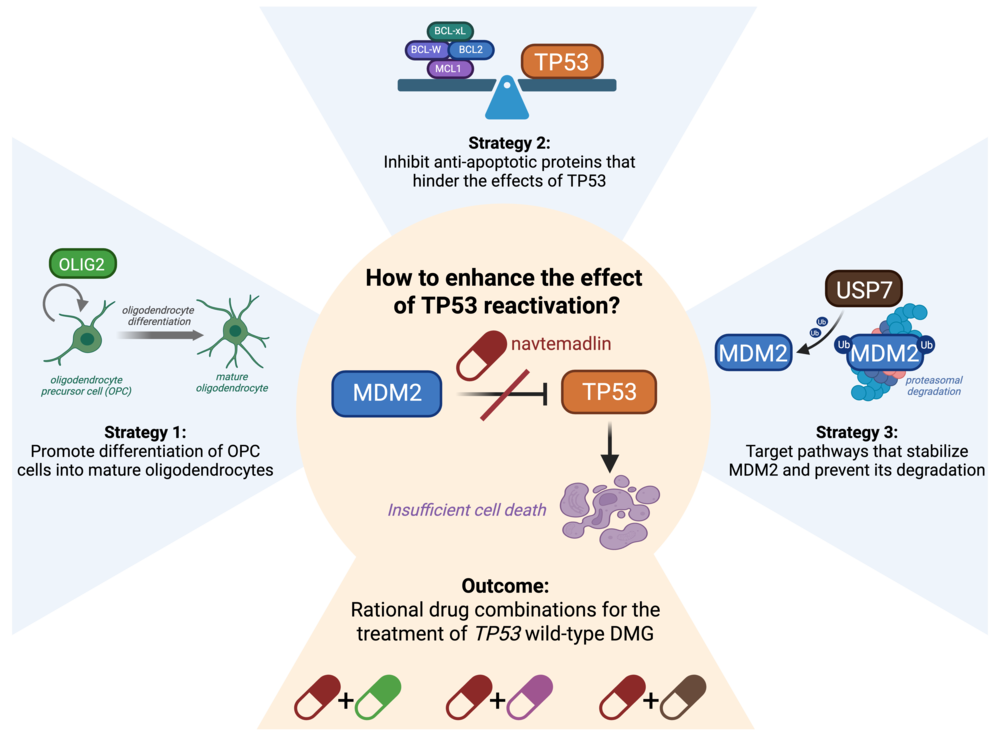 BCL-xL
BCL-W
BCL2
MCL1
TP53
Strategy 2:
Inhibit anti-apoptotic proteins that
hinder the effects of TP53
OLIG2
oligodendrocyte
differentiation
oligodendrocyte
precursor cell (OPC)
mature
oligodendrocyte
Strategy 1:
Promote differentiation of OPC
cells into mature oligodendrocytes
How to enhance the effect
of TP53 reactivation?
navtemadlin
MDM2
TP53
Insufficient cell death
USP7
Ub
Ub
MDM2
Ub
MDM2
Ub
proteasomal
degradation
Strategy 3:
Target pathways that stabilize
MDM2 and prevent its degradation
Outcome:
Rational drug combinations for the
treatment of TP53 wild-type DMG
+
+
+